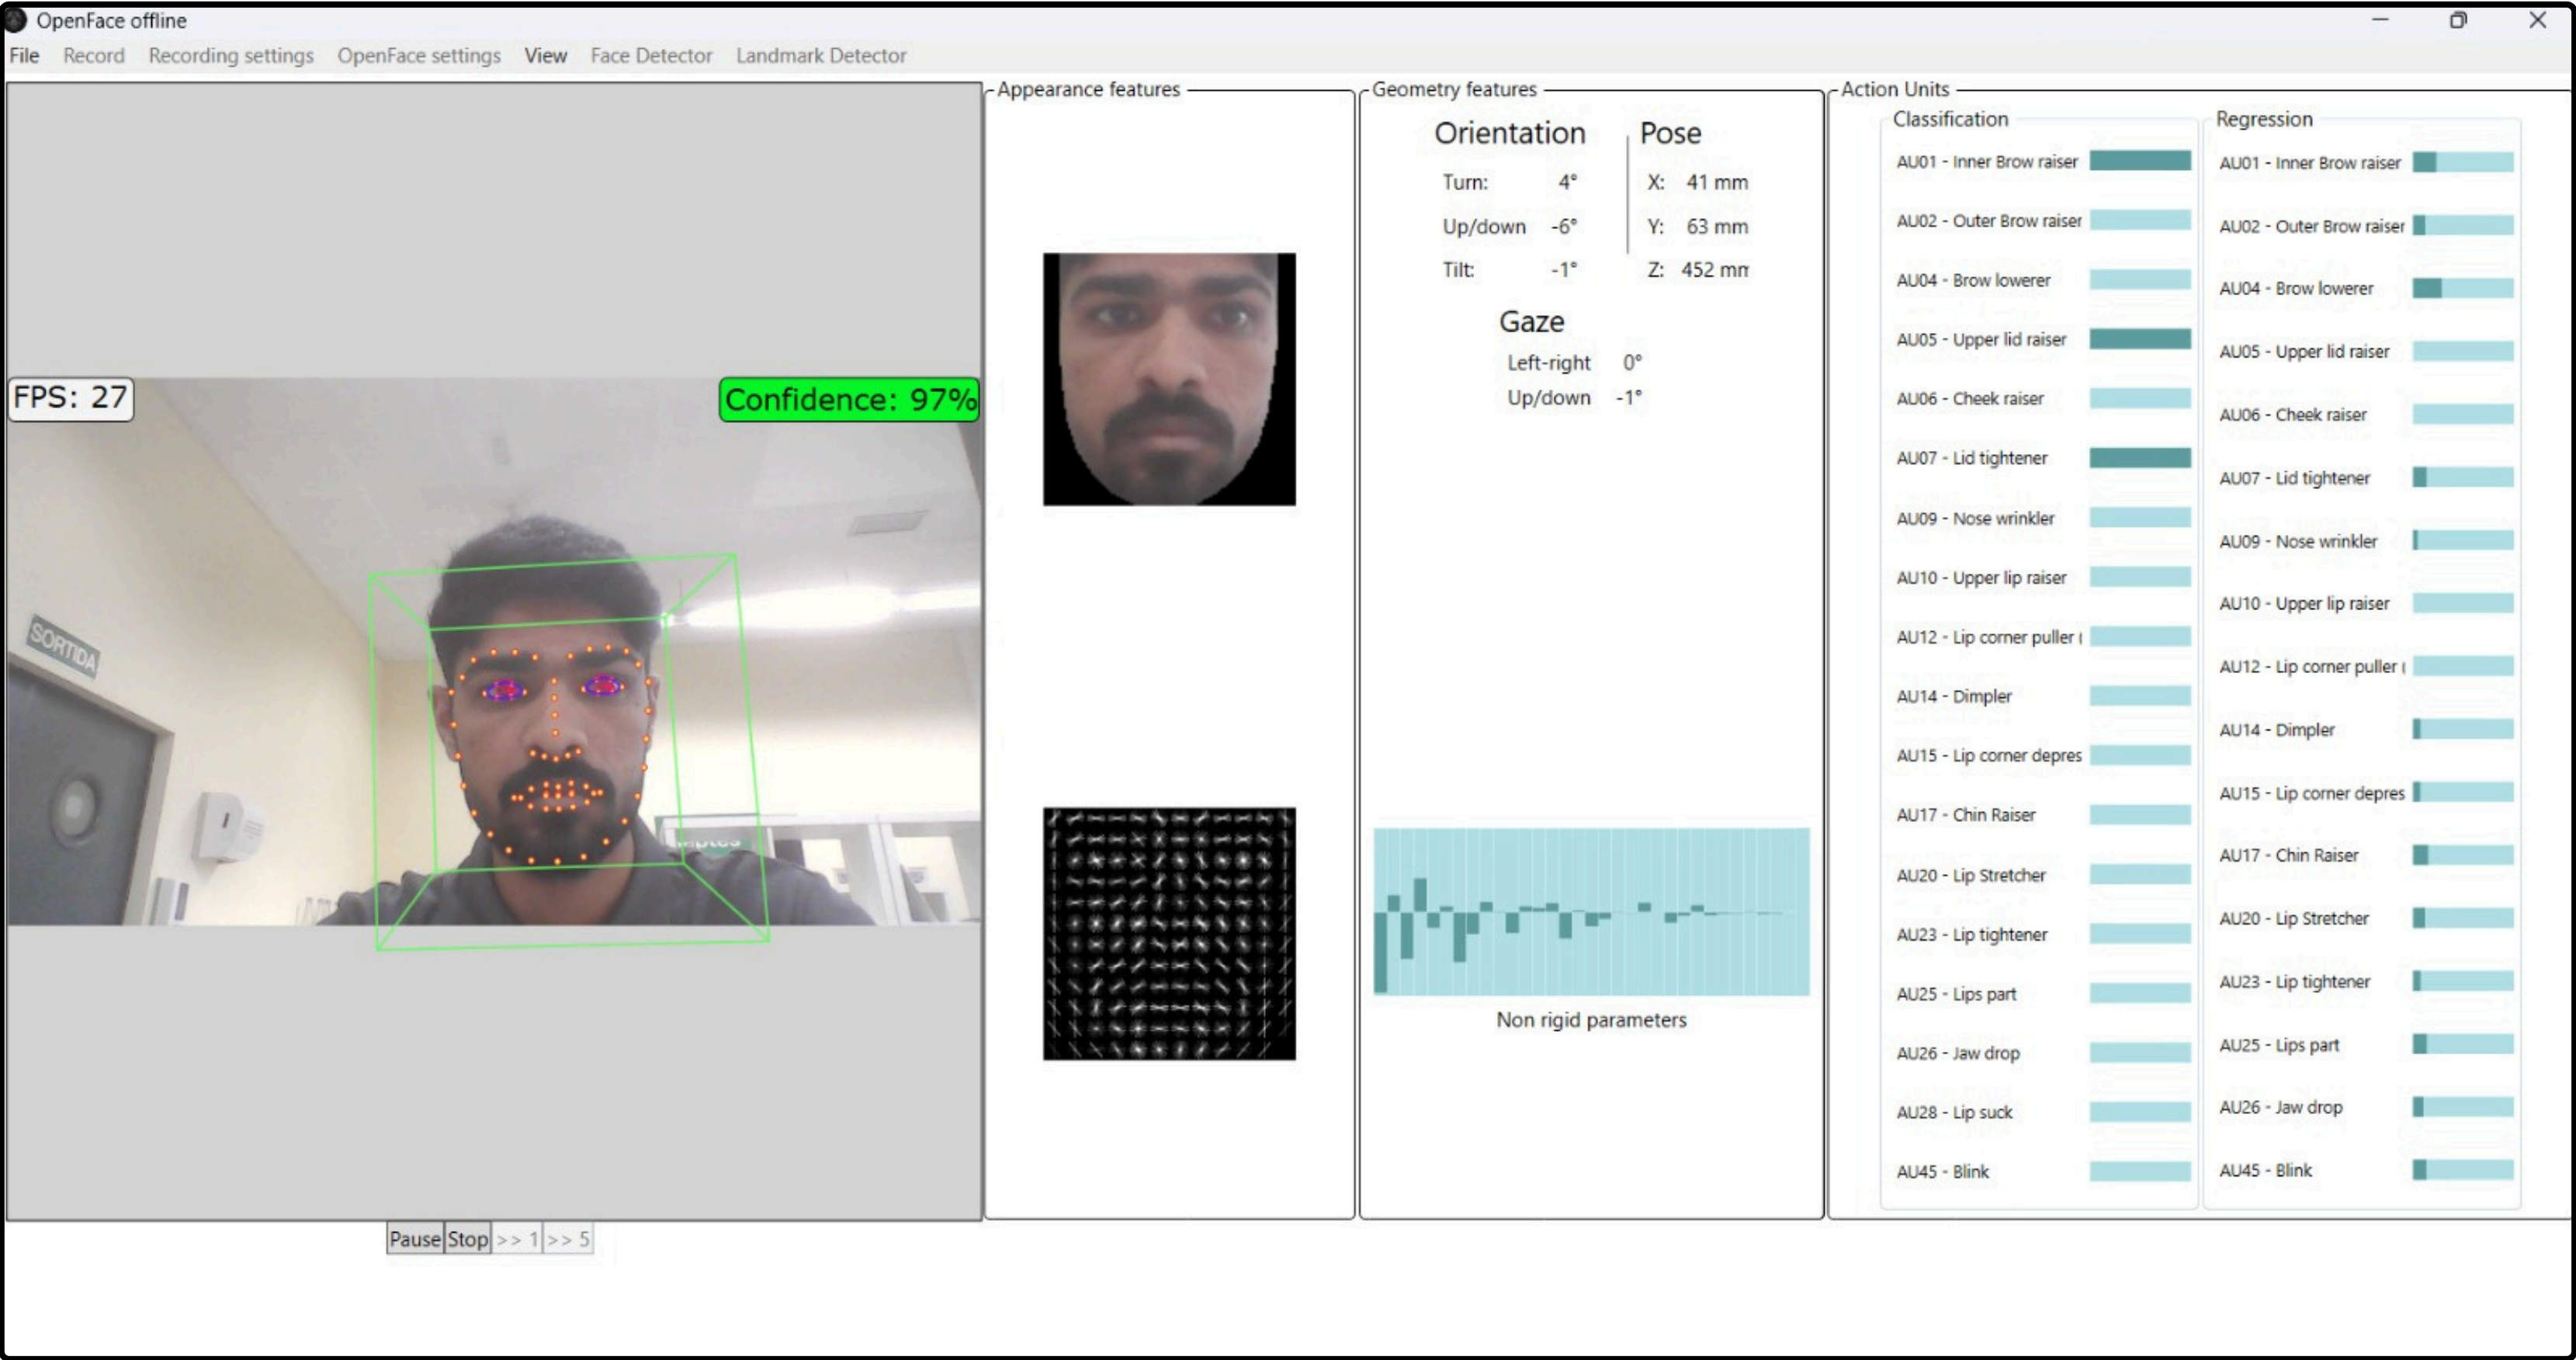 OpenFace offline
File Record Recording settings OpenFace settings View Face Detector Landmark Detector
FPS: 27
Confidence: 97%
SORTIDA
Pause Stop >> 1 >> 5
Appearance features
Geometry features
Orientation
Turn: 4°
Up/down -6°
Tilt: -1°
Pose
X: 41 mm
Y: 63 mm
Z: 452 mm
Gaze
Left-right 0°
Up/down -1°
Non rigid parameters
Action Units
Classification
AU01 - Inner Brow raiser
AU02 - Outer Brow raiser
AU04 - Brow lowerer
AU05 - Upper lid raiser
AU06 - Cheek raiser
AU07 - Lid tightener
AU09 - Nose wrinkler
AU10 - Upper lip raiser
AU12 - Lip corner puller (
AU14 - Dimpler
AU15 - Lip corner depres
AU17 - Chin Raiser
AU20 - Lip Stretcher
AU23 - Lip tightener
AU25 - Lips part
AU26 - Jaw drop
AU28 - Lip suck
AU45 - Blink
Regression
AU01 - Inner Brow raiser
AU02 - Outer Brow raiser
AU04 - Brow lowerer
AU05 - Upper lid raiser
AU06 - Cheek raiser
AU07 - Lid tightener
AU09 - Nose wrinkler
AU10 - Upper lip raiser
AU12 - Lip corner puller (
AU14 - Dimpler
AU15 - Lip corner depres
AU17 - Chin Raiser
AU20 - Lip Stretcher
AU23 - Lip tightener
AU25 - Lips part
AU26 - Jaw drop
AU45 - Blink